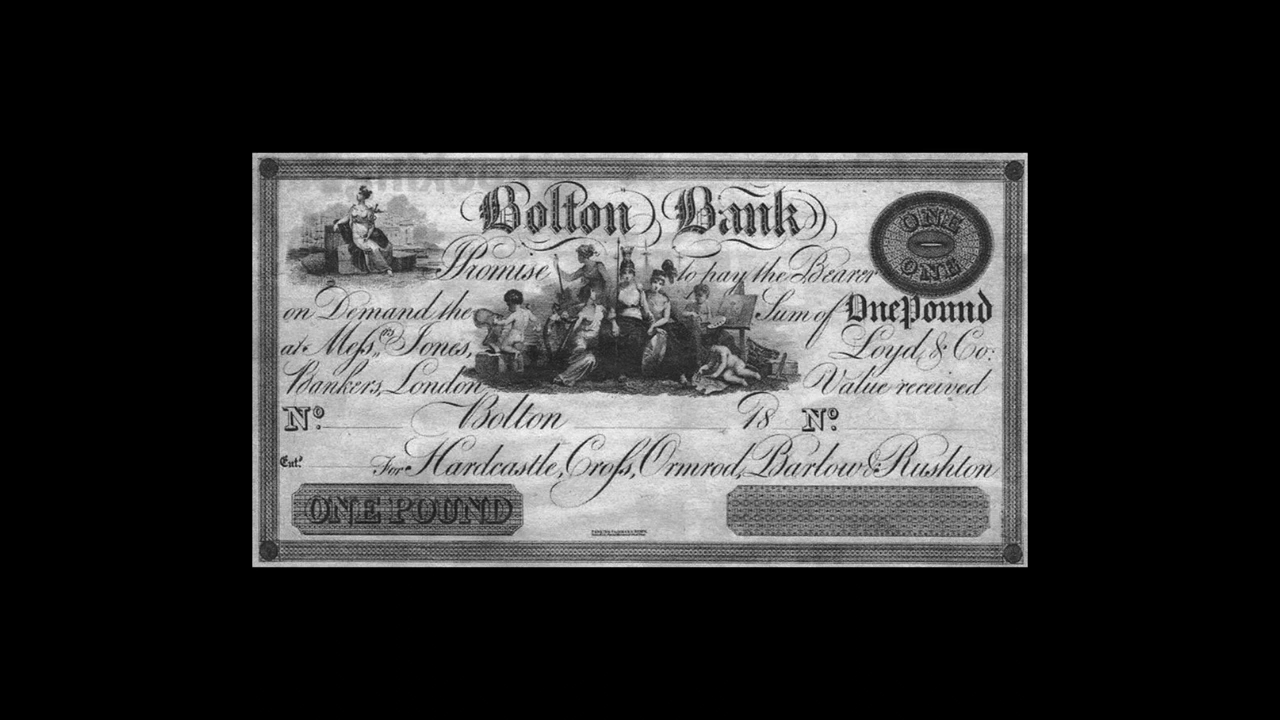 Bolton Bank
ONE
ONE
Promise to pay the Bearer
on Demand the Sum of One Pound
at Messrs Jones, Loyd & Co:
Bankers, London Value received
No. Bolton 18 No.
Entd. For Hardcastle, Cross, Ormrod, Barlow & Rushton
ONE POUND